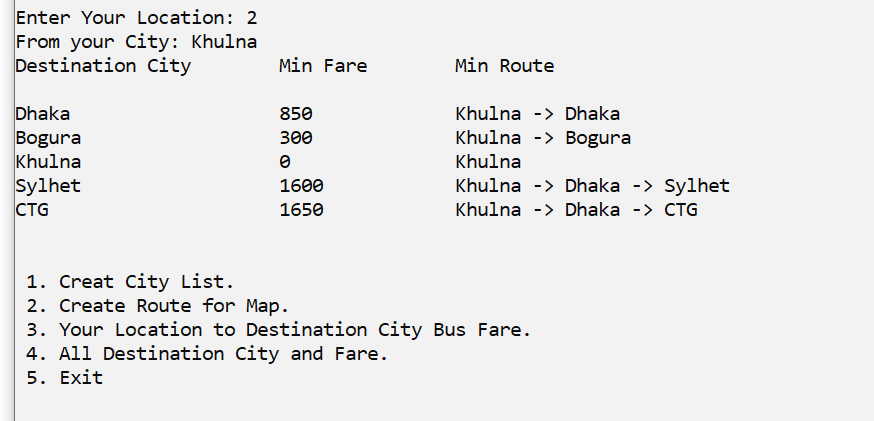 Enter Your Location: 2
From your City: Khulna
Destination City Min Fare Min Route
Dhaka 850 Khulna -> Dhaka
Bogura 300 Khulna -> Bogura
Khulna 0 Khulna
Sylhet 1600 Khulna -> Dhaka -> Sylhet
CTG 1650 Khulna -> Dhaka -> CTG
1. Creat City List.
2. Create Route for Map.
3. Your Location to Destination City Bus Fare.
4. All Destination City and Fare.
5. Exit